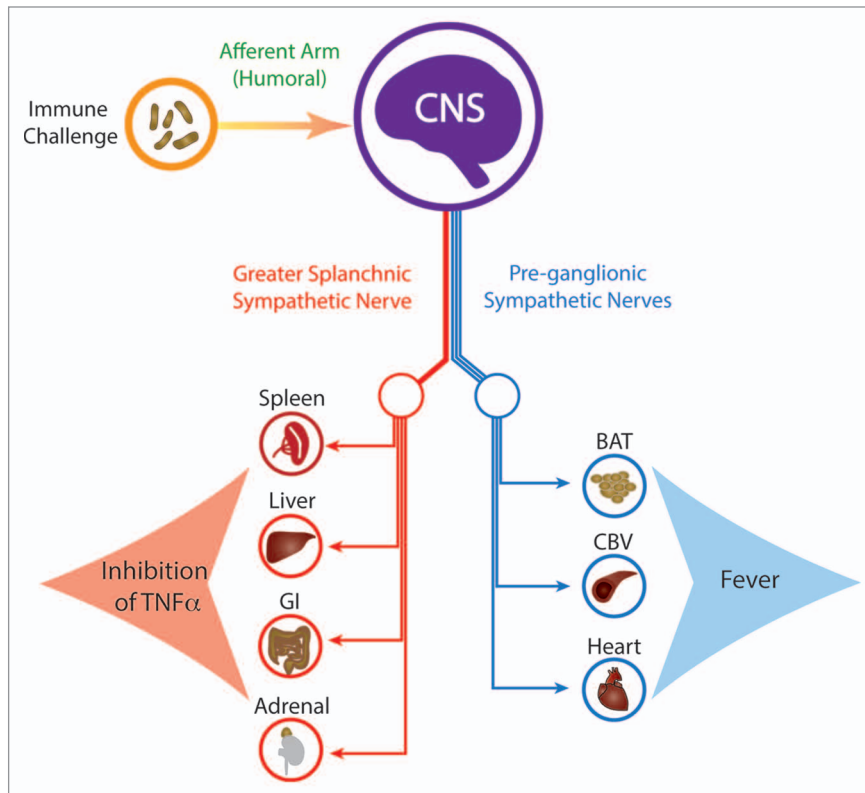 Afferent Arm
(Humoral)
Immune
Challenge
CNS
Greater Splanchnic
Sympathetic Nerve
Pre-ganglionic
Sympathetic Nerves
Spleen
Liver
GI
Adrenal
Inhibition
of TNFα
BAT
CBV
Heart
Fever